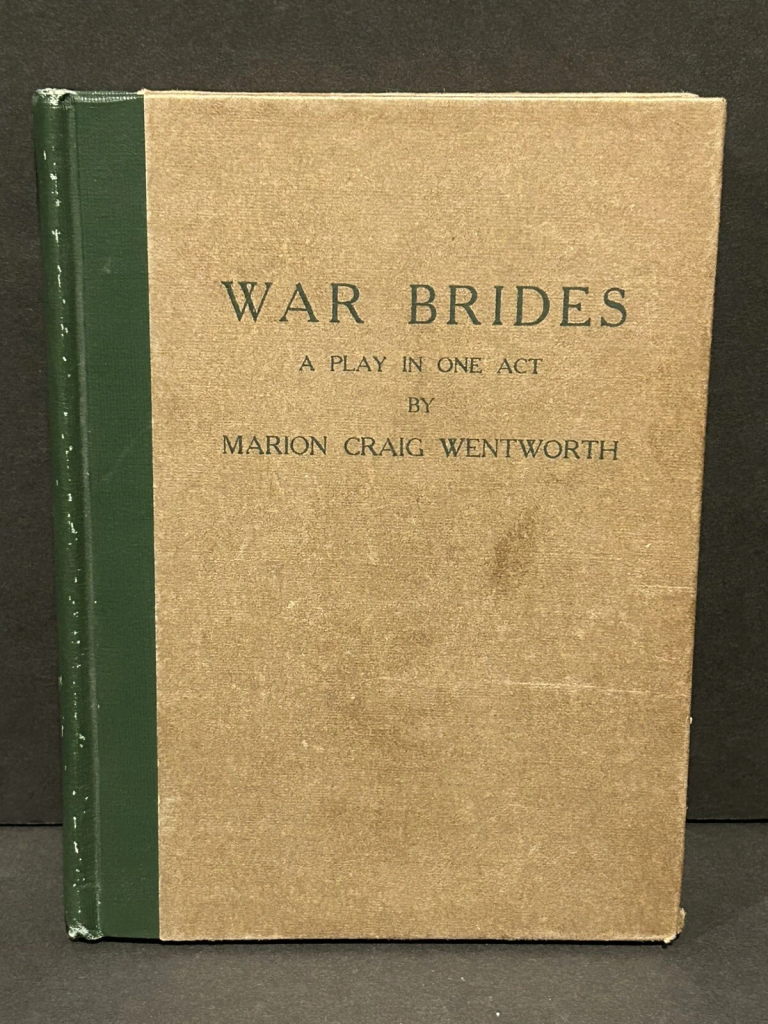 WAR BRIDES
A PLAY IN ONE ACT
BY
MARION CRAIG WENTWORTH